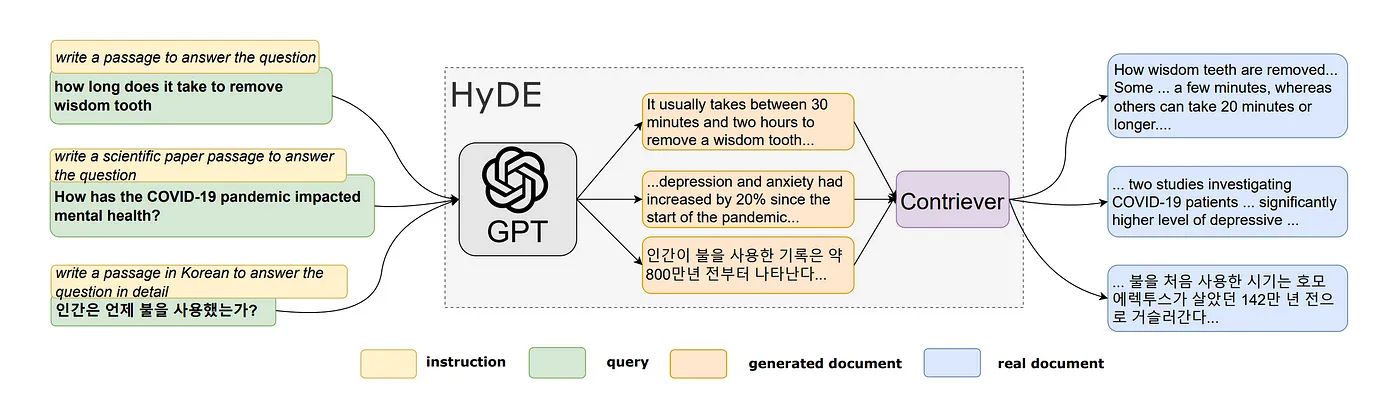 write a passage to answer the question
how long does it take to remove
wisdom tooth
write a scientific paper passage to answer
the question
How has the COVID-19 pandemic impacted
mental health?
write a passage in Korean to answer the
question in detail
인간은 언제 불을 사용했는가?
HyDE
GPT
It usually takes between 30
minutes and two hours to
remove a wisdom tooth...
...depression and anxiety had
increased by 20% since the
start of the pandemic...
인간이 불을 사용한 기록은 약
800만년 전부터 나타난다...
Contriever
How wisdom teeth are removed...
Some ... a few minutes, whereas
others can take 20 minutes or
longer....
... two studies investigating
COVID-19 patients ... significantly
higher level of depressive ...
... 불을 처음 사용한 시기는 호모
에렉투스가 살았던 142만 년 전으
로 거슬러간다...
instruction
query
generated document
real document